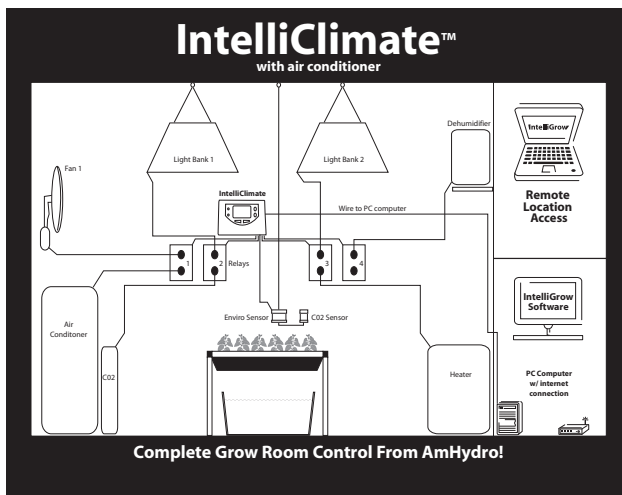 IntelliClimate™
with air conditioner
Fan 1
Light Bank 1
Light Bank 2
Dehumidifier
IntelliClimate
Wire to PC computer
1
2
Relays
3
4
Enviro Sensor
C02 Sensor
Air
Conditoner
C02
Heater
IntelliGrow
Remote
Location
Access
IntelliGrow
Software
PC Computer
w/ internet
connection
Complete Grow Room Control From AmHydro!